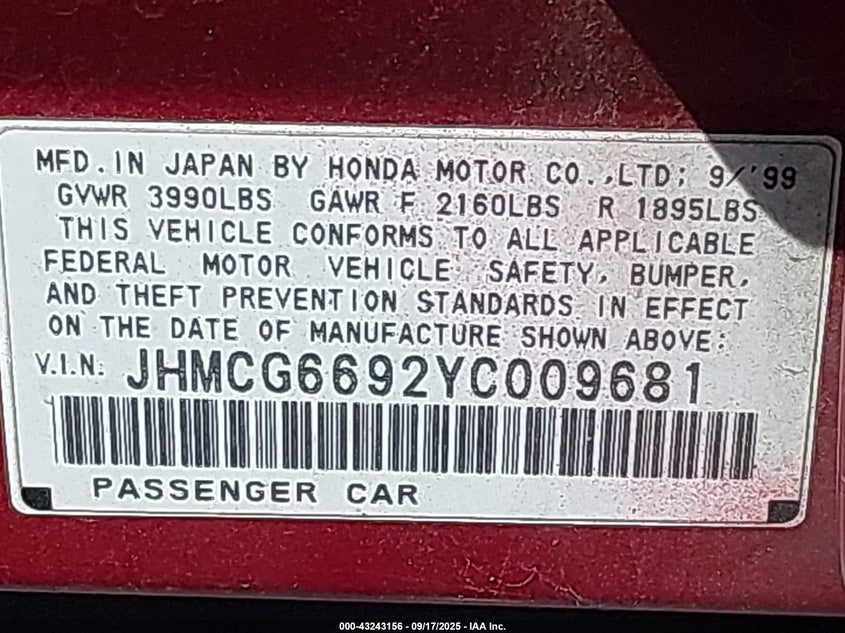 MFD. IN JAPAN BY HONDA MOTOR CO., LTD; 9/'99
GVWR 3990LBS GAWR F 2160LBS R 1895LBS
THIS VEHICLE CONFORMS TO ALL APPLICABLE
FEDERAL MOTOR VEHICLE SAFETY, BUMPER,
AND THEFT PREVENTION STANDARDS IN EFFECT
ON THE DATE OF MANUFACTURE SHOWN ABOVE:
V.I.N: JHMCG6692YC009681
PASSENGER CAR
000-43243156 - 09/17/2025 - IAA Inc.